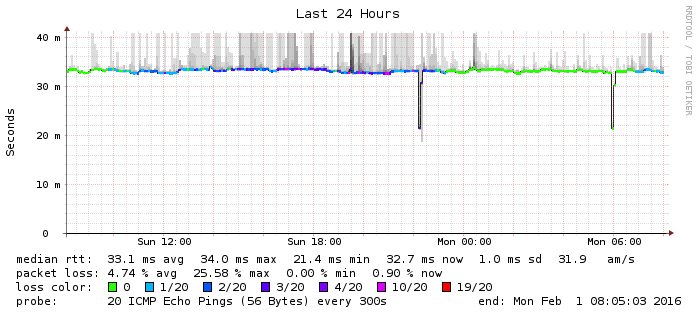 Last 24 Hours
RRDTOOL / TOBI OETIKER
Seconds
40 m
30 m
20 m
10 m
0
Sun 12:00 Sun 18:00 Mon 00:00 Mon 06:00
median rtt: 33.1 ms avg 34.0 ms max 21.4 ms min 32.7 ms now 1.0 ms sd 31.9 am/s
packet loss: 4.74 % avg 25.58 % max 0.00 % min 0.90 % now
loss color: 0 1/20 2/20 3/20 4/20 10/20 19/20
probe: 20 ICMP Echo Pings (56 Bytes) every 300s end: Mon Feb 1 08:05:03 2016